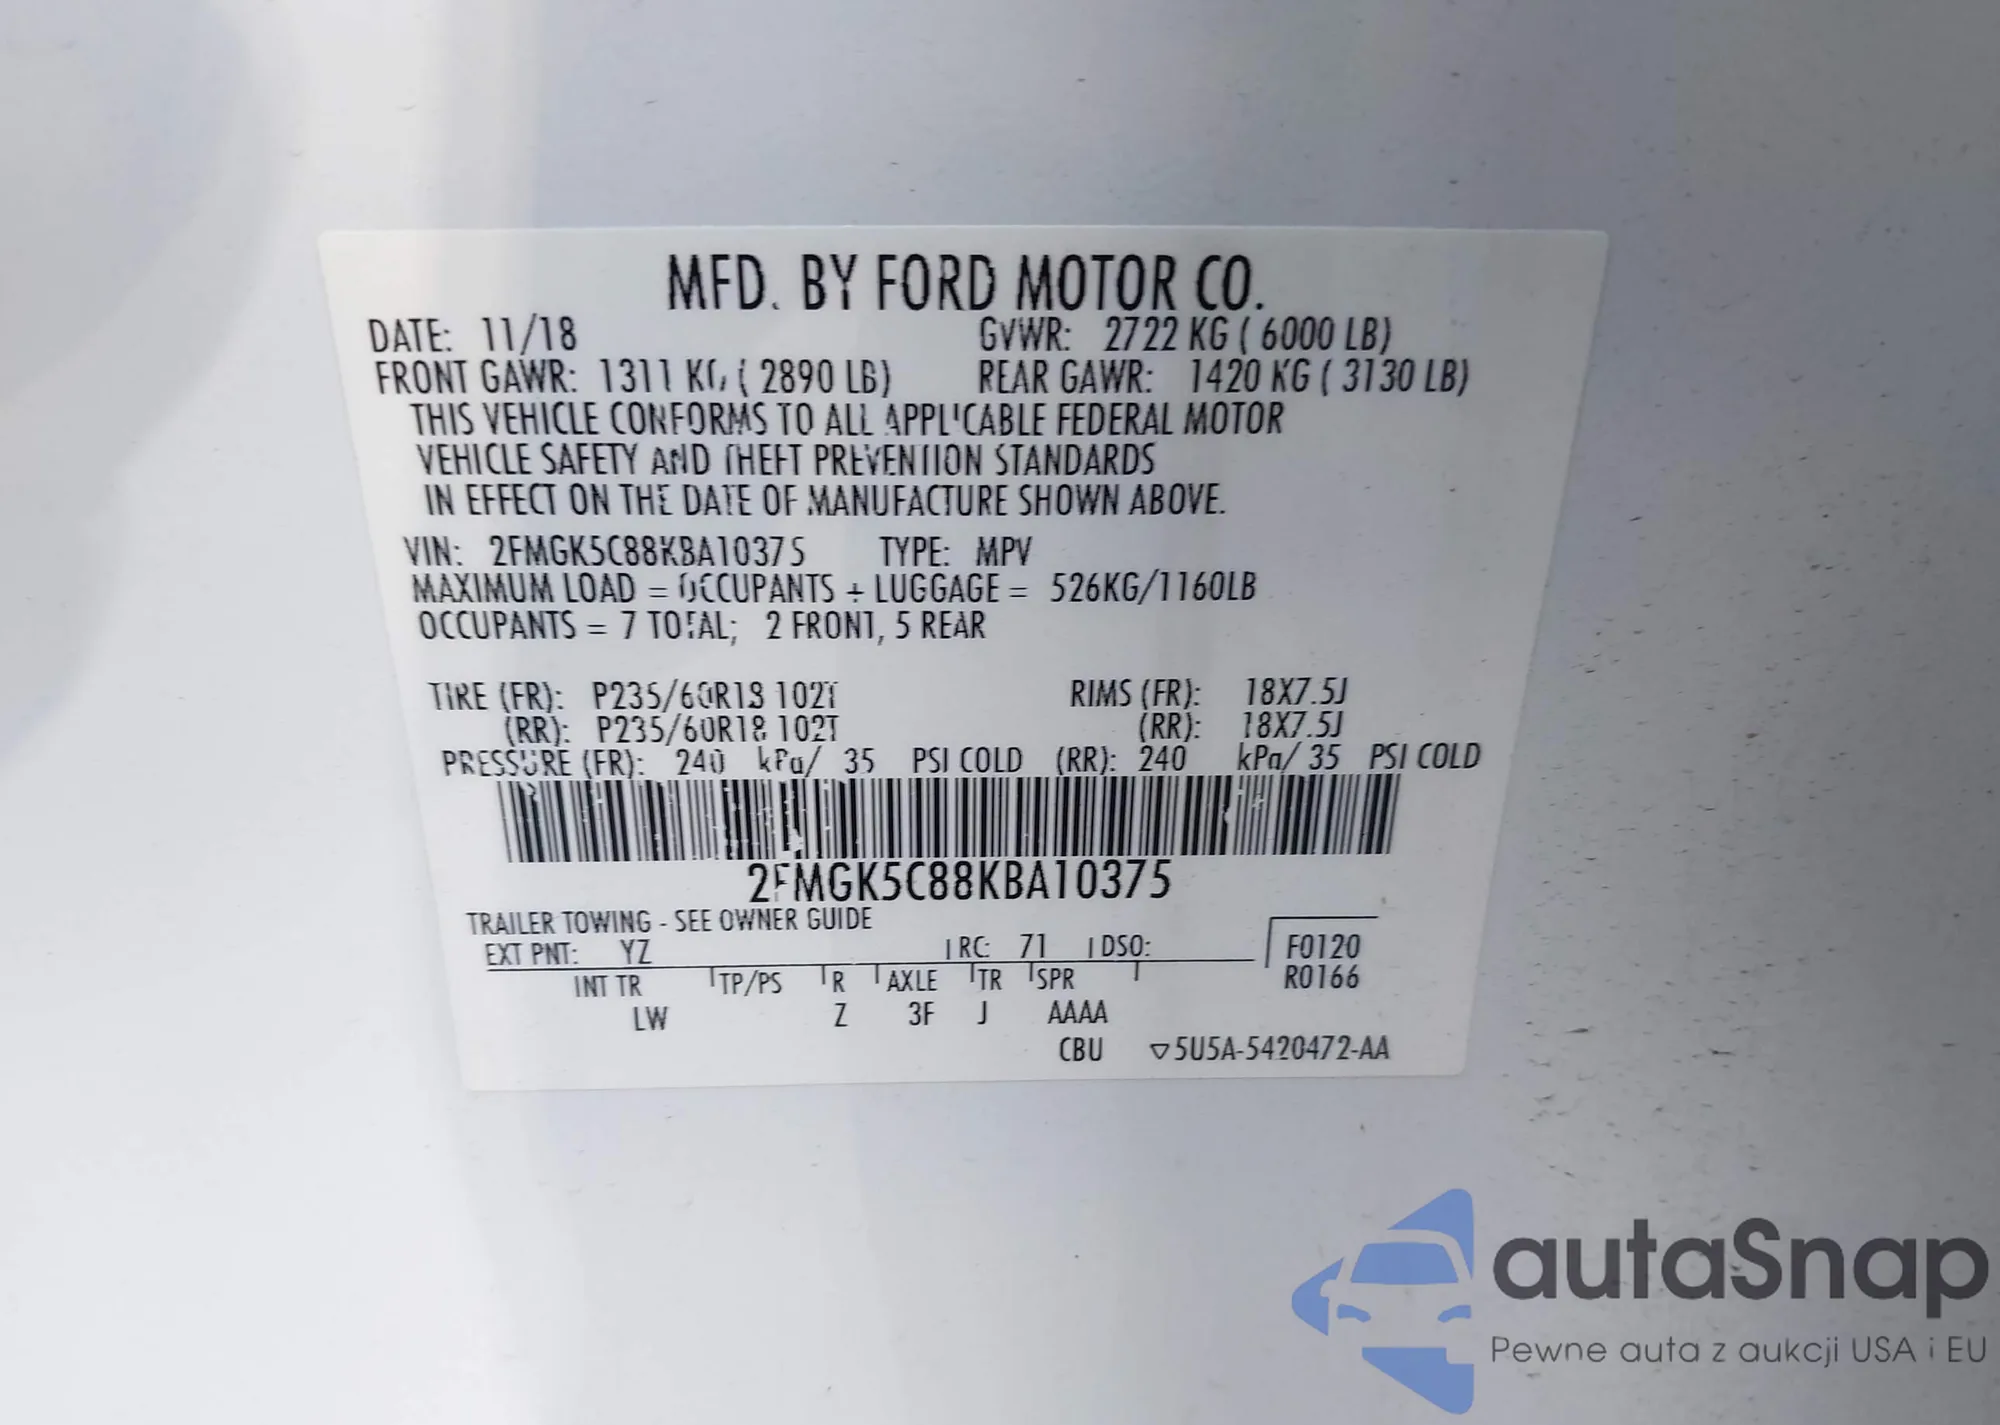 MFD. BY FORD MOTOR CO.
DATE: 11/18 GVWR: 2722 KG ( 6000 LB)
FRONT GAWR: 1311 KG ( 2890 LB) REAR GAWR: 1420 KG ( 3130 LB)
THIS VEHICLE CONFORMS TO ALL APPLICABLE FEDERAL MOTOR
VEHICLE SAFETY AND THEFT PREVENTION STANDARDS
IN EFFECT ON THE DATE OF MANUFACTURE SHOWN ABOVE.
VIN: 2FMGK5C88KBA10375 TYPE: MPV
MAXIMUM LOAD = OCCUPANTS + LUGGAGE = 526KG/1160LB
OCCUPANTS = 7 TOTAL; 2 FRONT, 5 REAR
TIRE (FR): P235/60R18 102T RIMS (FR): 18X7.5J
(RR): P235/60R18 102T (RR): 18X7.5J
PRESSURE (FR): 240 kPa/ 35 PSI COLD (RR): 240 kPa/ 35 PSI COLD
2FMGK5C88KBA10375
TRAILER TOWING - SEE OWNER GUIDE
EXT PNT: YZ RC: 71 DSO: F0120
INT TR TP/PS R AXLE TR SPR R0166
LW Z 3F J AAAA
CBU ▽5U5A-5420472-AA
autaSnap
Pewne auta z aukcji USA i EU